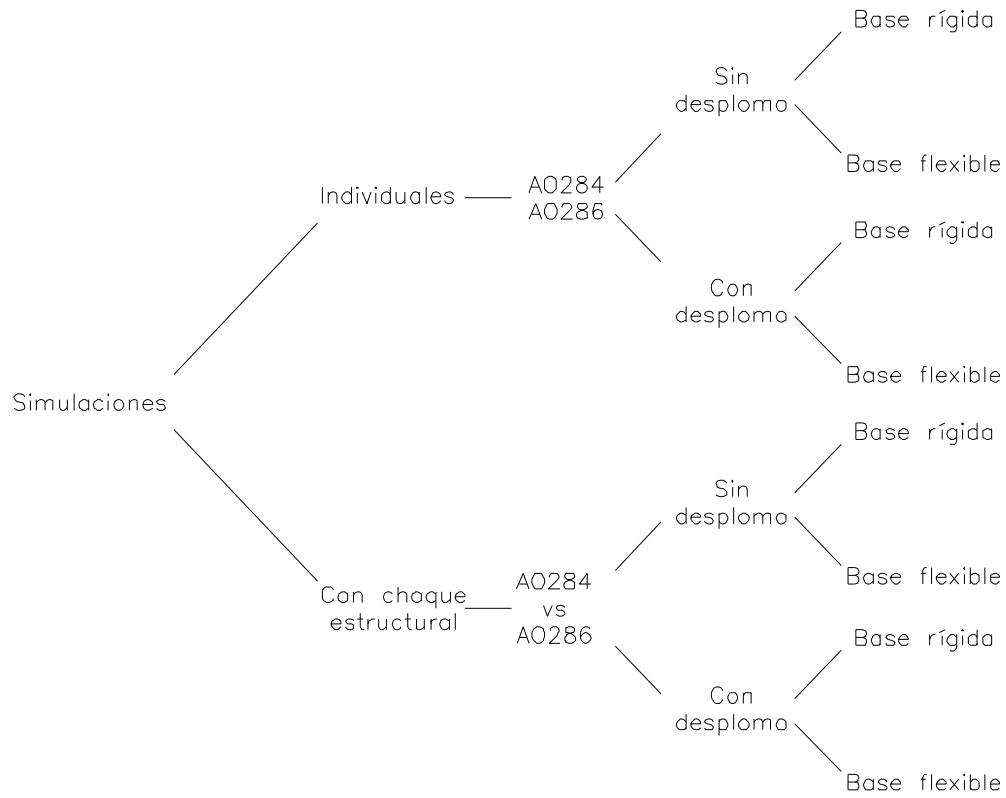 Base rígida
Sin
desplomo
Base flexible
Individuales
AO284
AO286
Base rígida
Con
desplomo
Base flexible
Simulaciones
Base rígida
Sin
desplomo
Base flexible
Con choque
estructural
AO284
vs
AO286
Base rígida
Con
desplomo
Base flexible